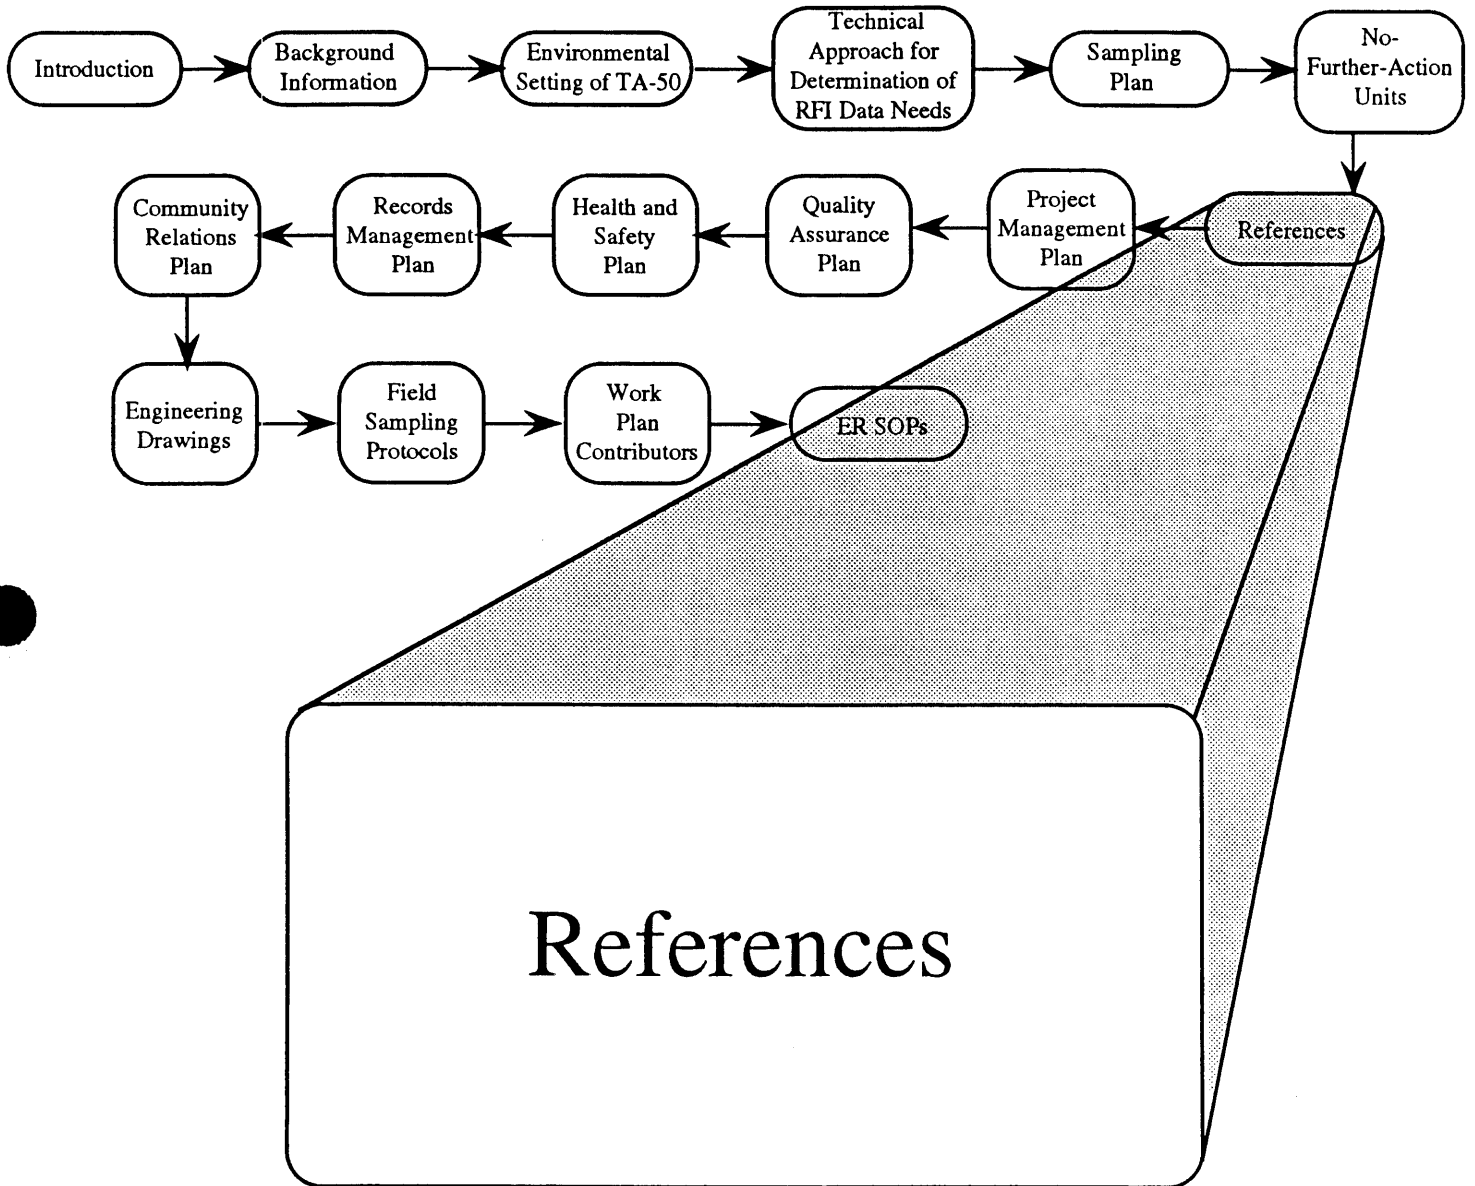 Introduction
Background
Information
Environmental
Setting of TA-50
Technical
Approach for
Determination of
RFI Data Needs
Sampling
Plan
No-
Further-Action
Units
References
Project
Management
Plan
Quality
Assurance
Plan
Health and
Safety
Plan
Records
Management
Plan
Community
Relations
Plan
Engineering
Drawings
Field
Sampling
Protocols
Work
Plan
Contributors
ER SOPs
References